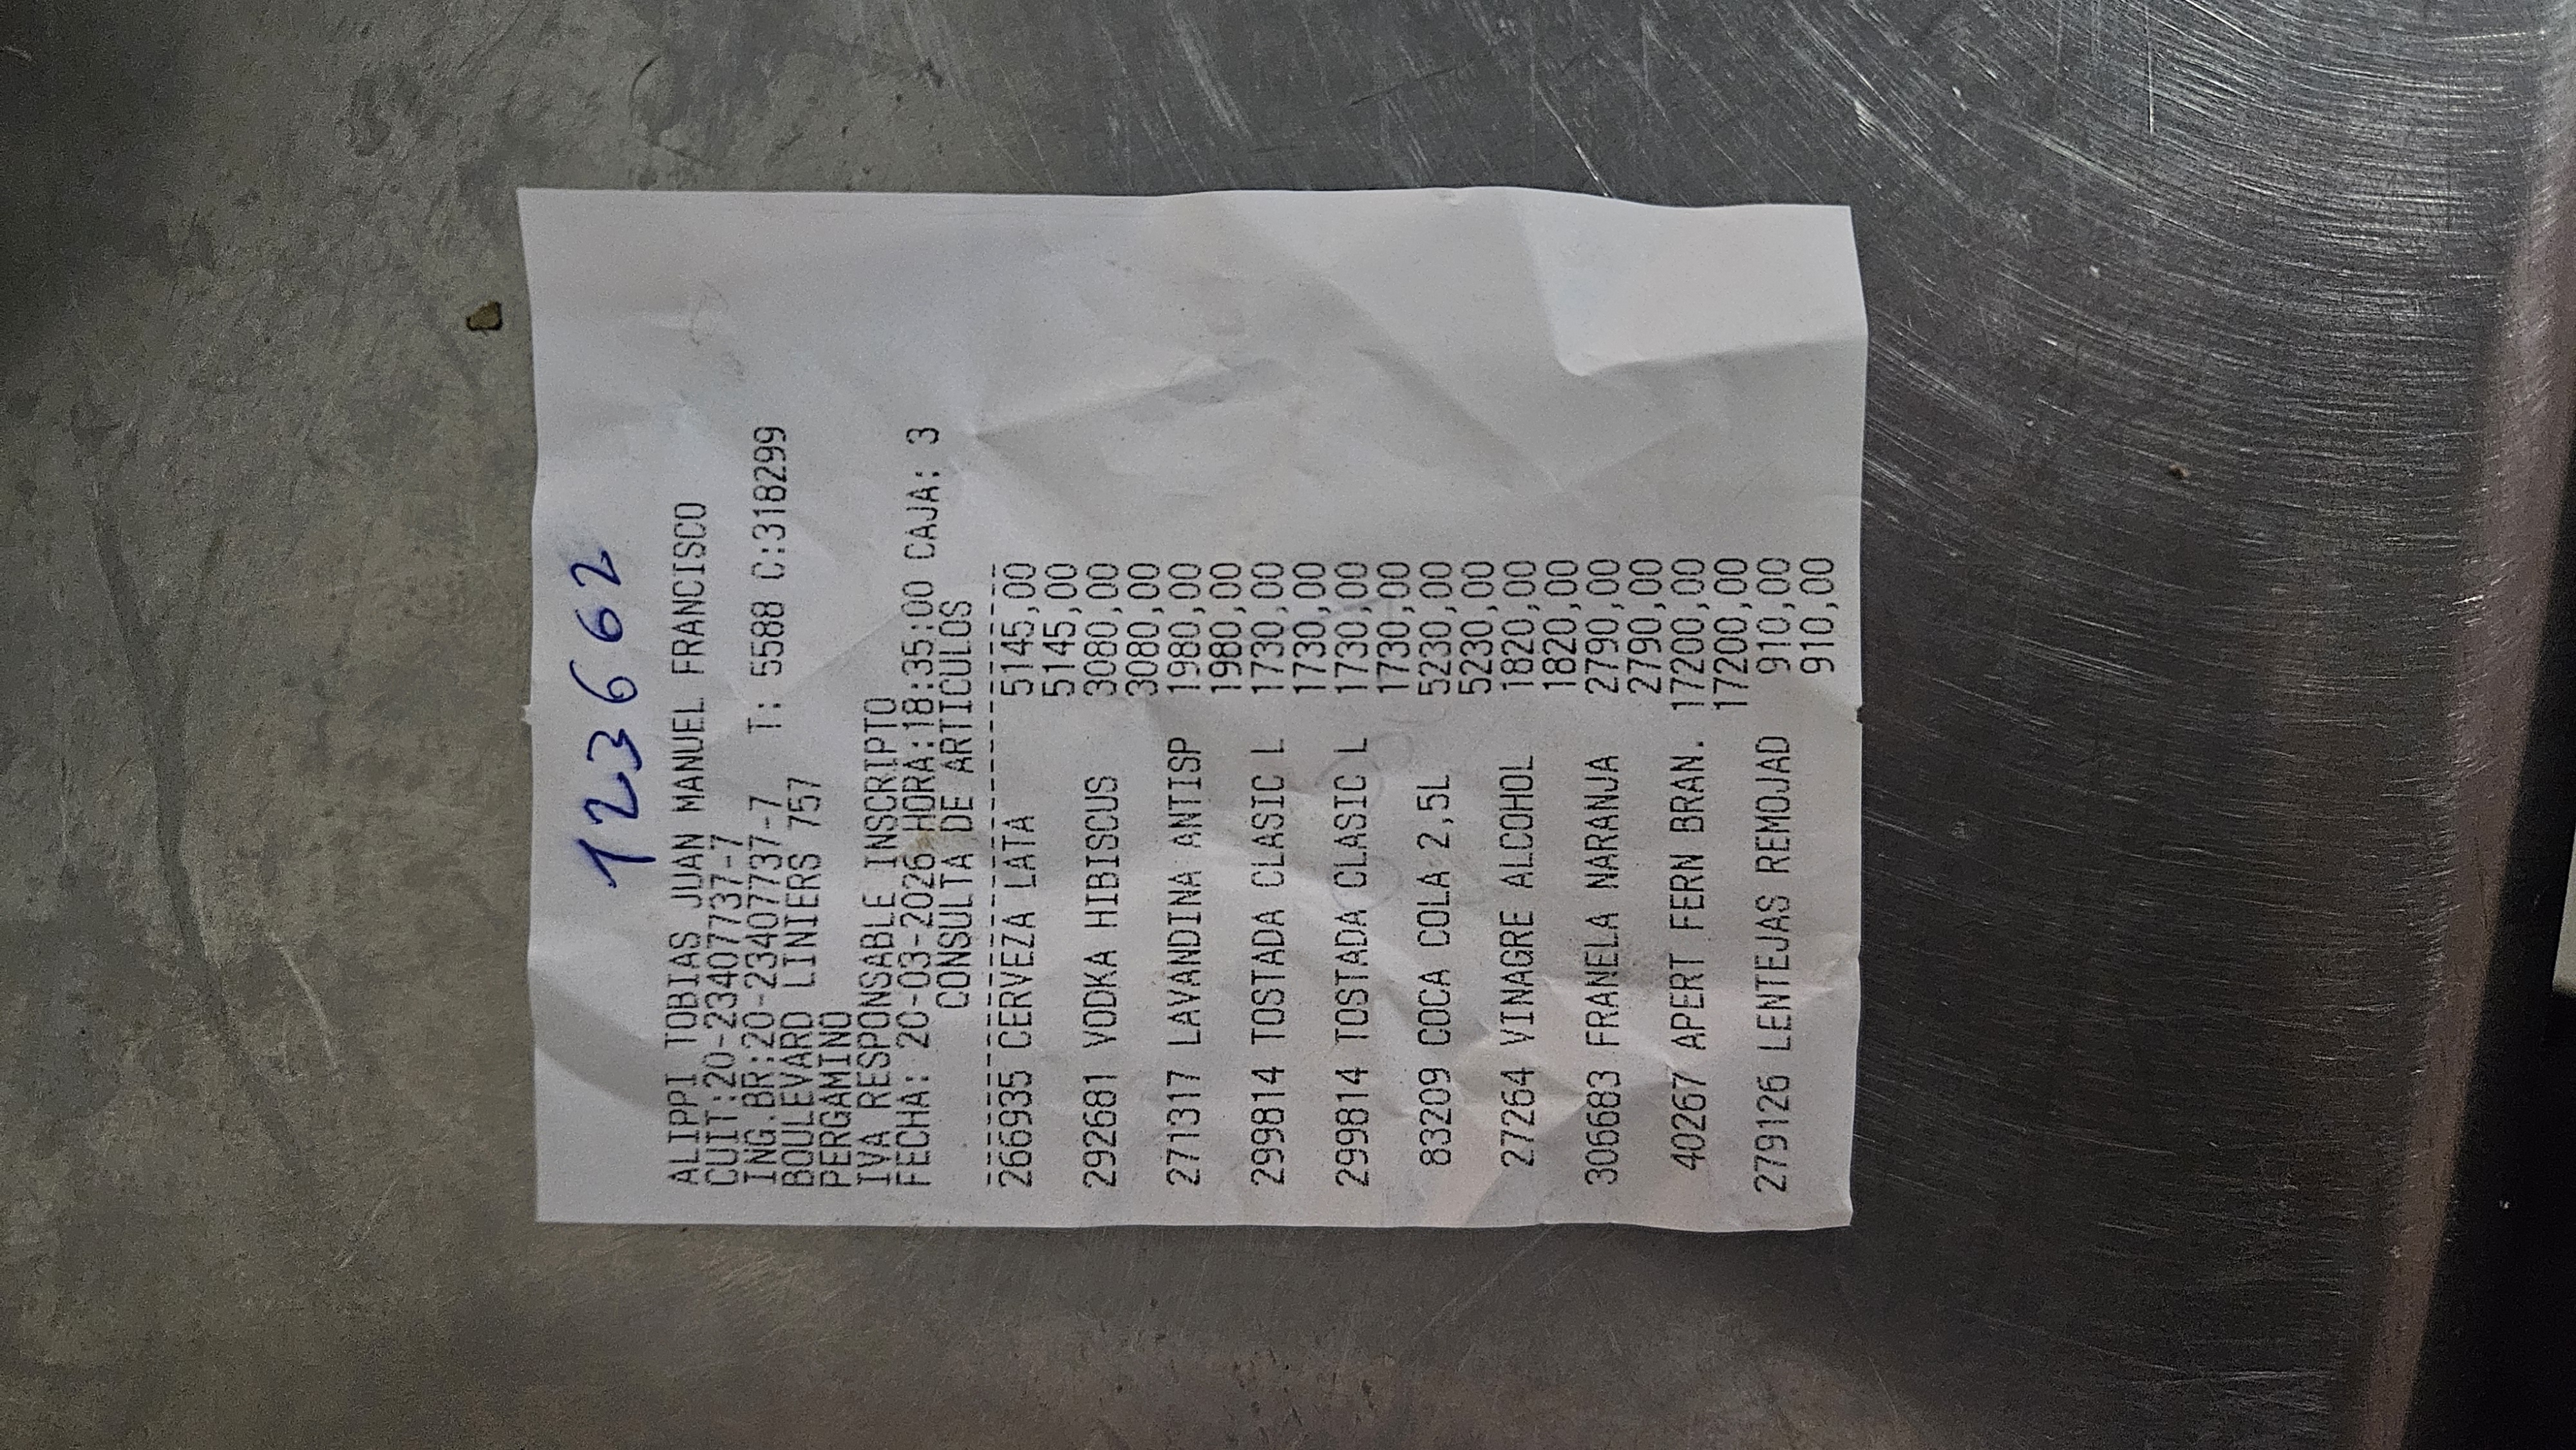 123662
ALIPPI TOBIAS JUAN MANUEL FRANCISCO
CUIT:20-23407737-7
ING.BR:20-23407737-7 T: 5588 C:318299
BOULEVARD LINIERS 757
PERGAMINO
IVA RESPONSABLE INSCRIPTO
FECHA: 20-03-2026 HORA:18:35:00 CAJA: 3
CONSULTA DE ARTICULOS
------------------------------------
266935 CERVEZA LATA 5145,00
5145,00
292681 VODKA HIBISCUS 3080,00
3080,00
271317 LAVANDINA ANTISP 1980,00
1980,00
299814 TOSTADA CLASIC L 1730,00
1730,00
299814 TOSTADA CLASIC L 1730,00
1730,00
83209 COCA COLA 2,5L 5230,00
5230,00
27264 VINAGRE ALCOHOL 1820,00
1820,00
306683 FRANELA NARANJA 2790,00
2790,00
40267 APERT FERN BRAN. 17200,00
17200,00
279126 LENTEJAS REMOJAD 910,00
910,00